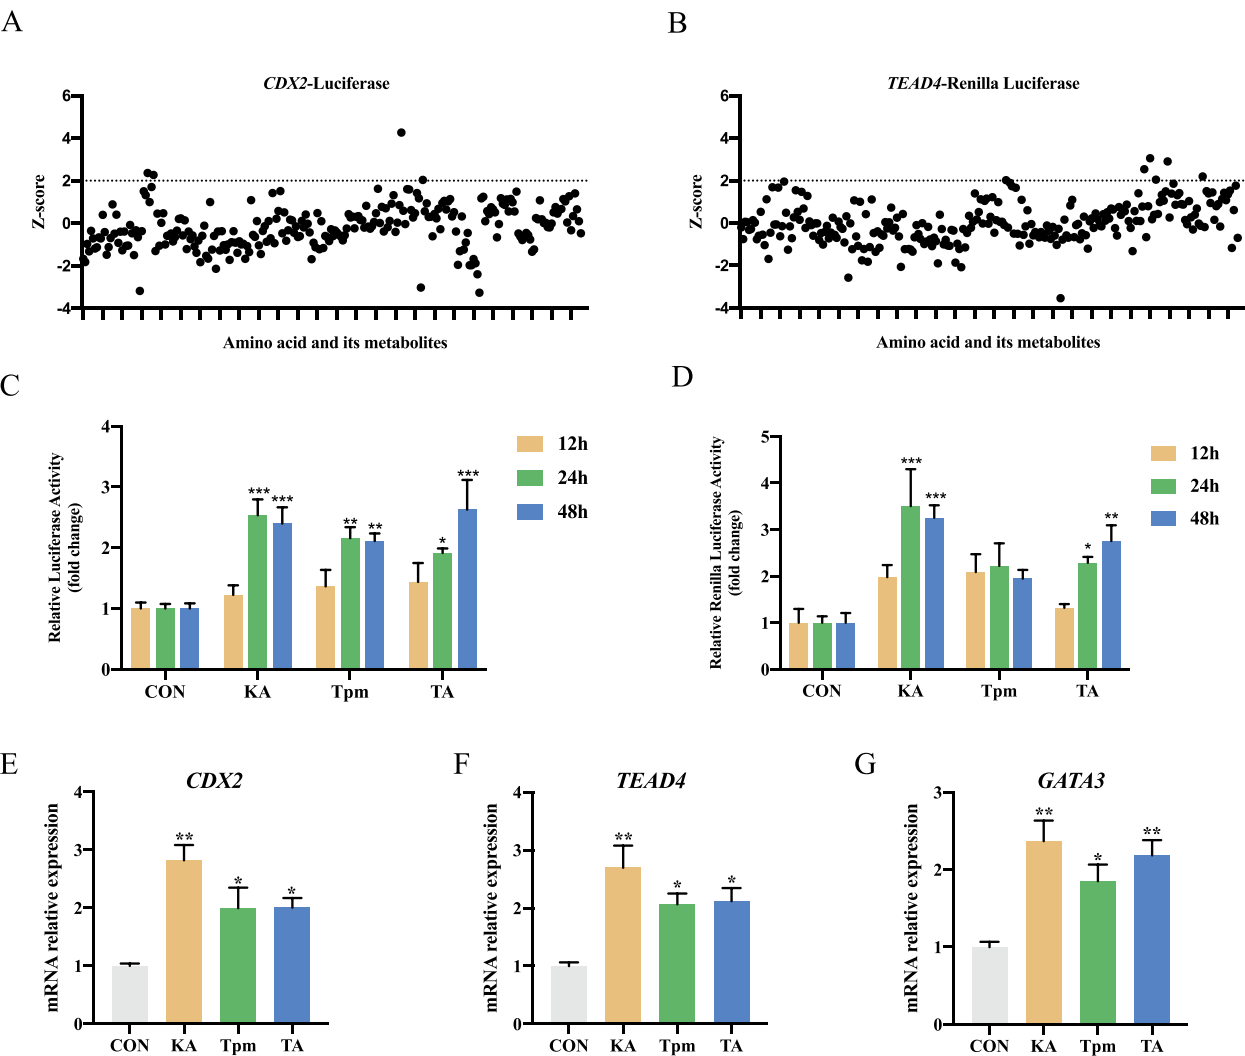 A
B
CDX2-Luciferase
TEAD4-Renilla Luciferase
Z-score
6
4
2
0
-2
-4
Amino acid and its metabolites
Z-score
6
4
2
0
-2
-4
Amino acid and its metabolites
C
D
Relative Luciferase Activity
(fold change)
4
3
2
1
0
*** ***
** **
* ***
CON KA Tpm TA
12h
24h
48h
Relative Renilla Luciferase Activity
(fold change)
5
4
3
2
1
0
*** ***
* **
CON KA Tpm TA
12h
24h
48h
E
F
G
CDX2
mRNA relative expression
4
3
2
1
0
** * *
CON KA Tpm TA
TEAD4
mRNA relative expression
4
3
2
1
0
** * *
CON KA Tpm TA
GATA3
mRNA relative expression
3
2
1
0
** * **
CON KA Tpm TA